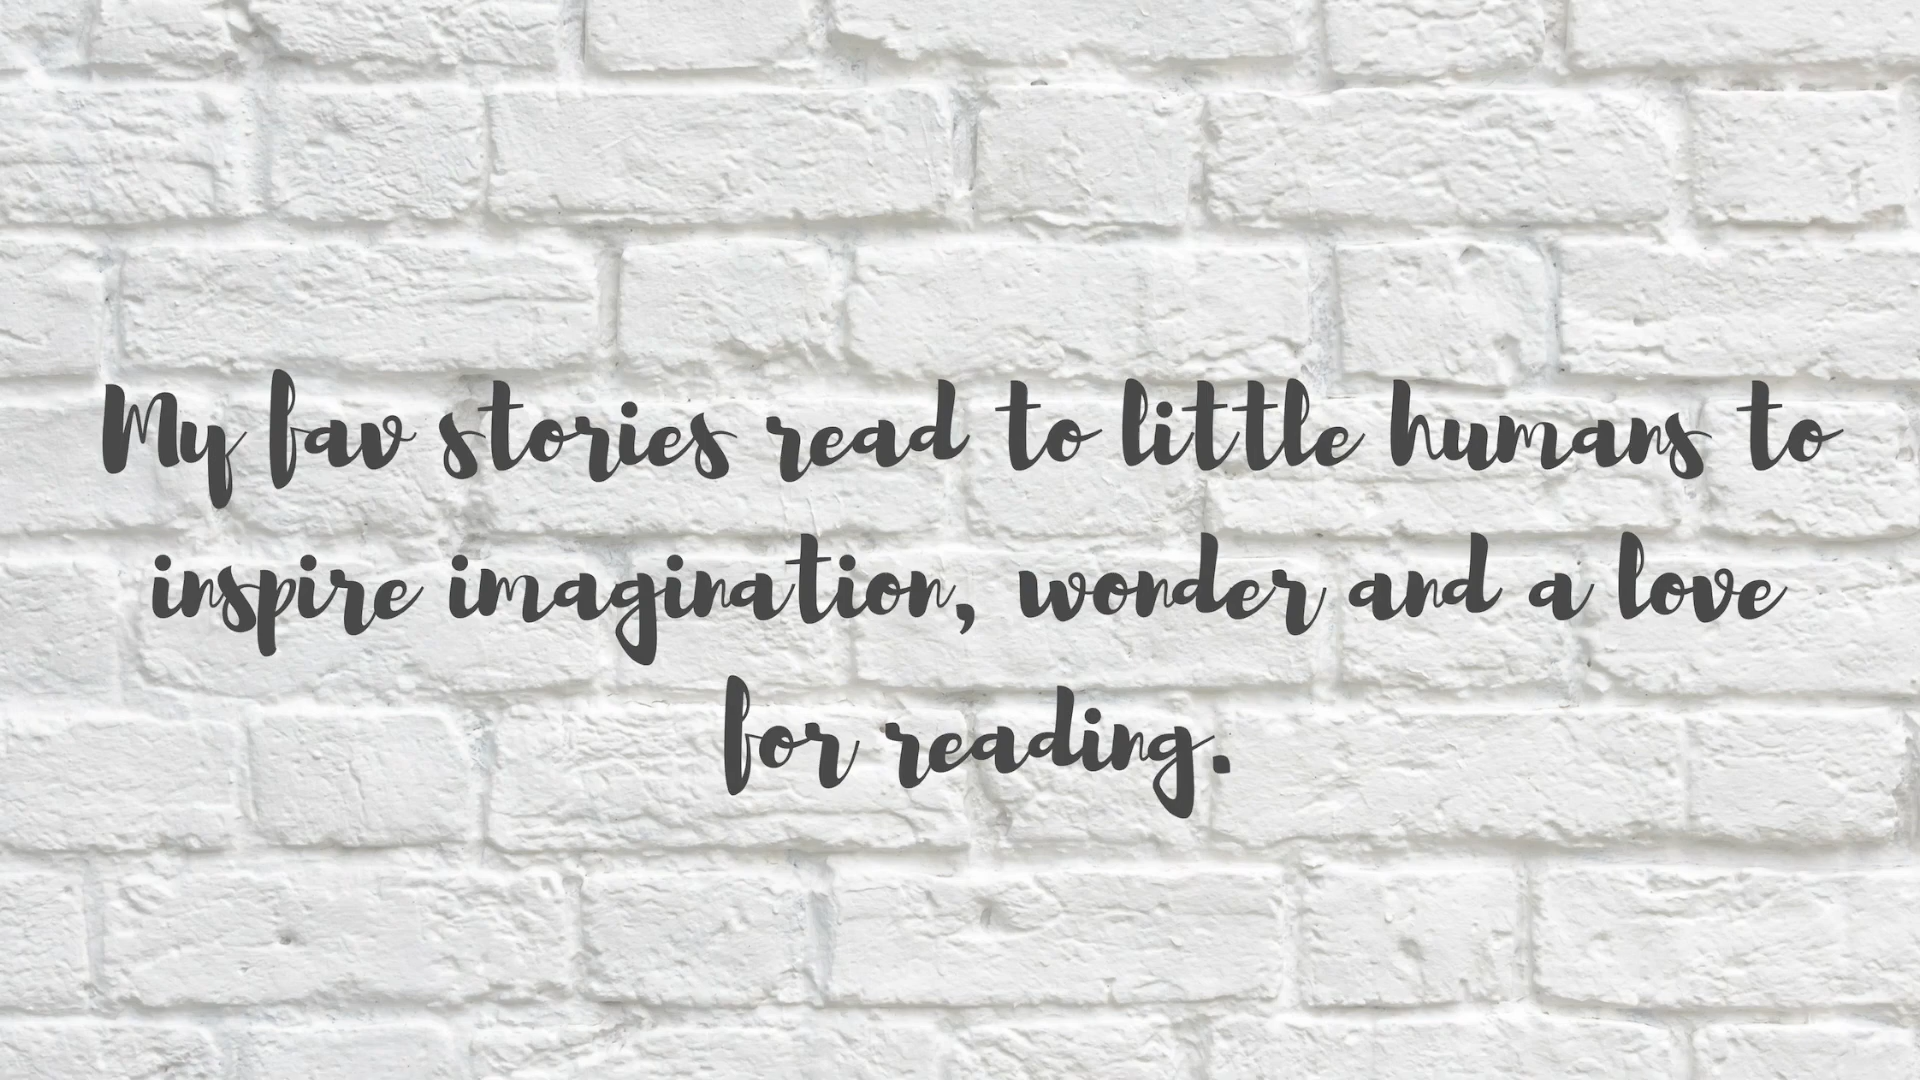 My fav stories read to little humans to
inspire imagination, wonder and a love
for reading.